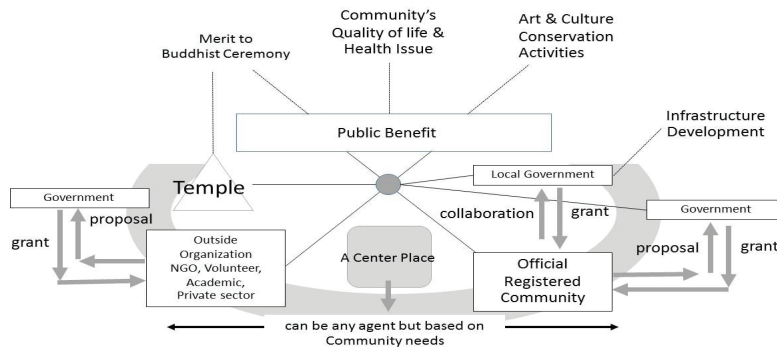 Merit to
Buddhist Ceremony
Community's
Quality of life &
Health Issue
Art & Culture
Conservation
Activities
Public Benefit
Infrastructure
Development
Temple
Local Government
Government
proposal
grant
collaboration
grant
Government
proposal
grant
Outside
Organization
NGO, Volunteer,
Academic,
Private sector
A Center Place
Official
Registered
Community
can be any agent but based on
Community needs